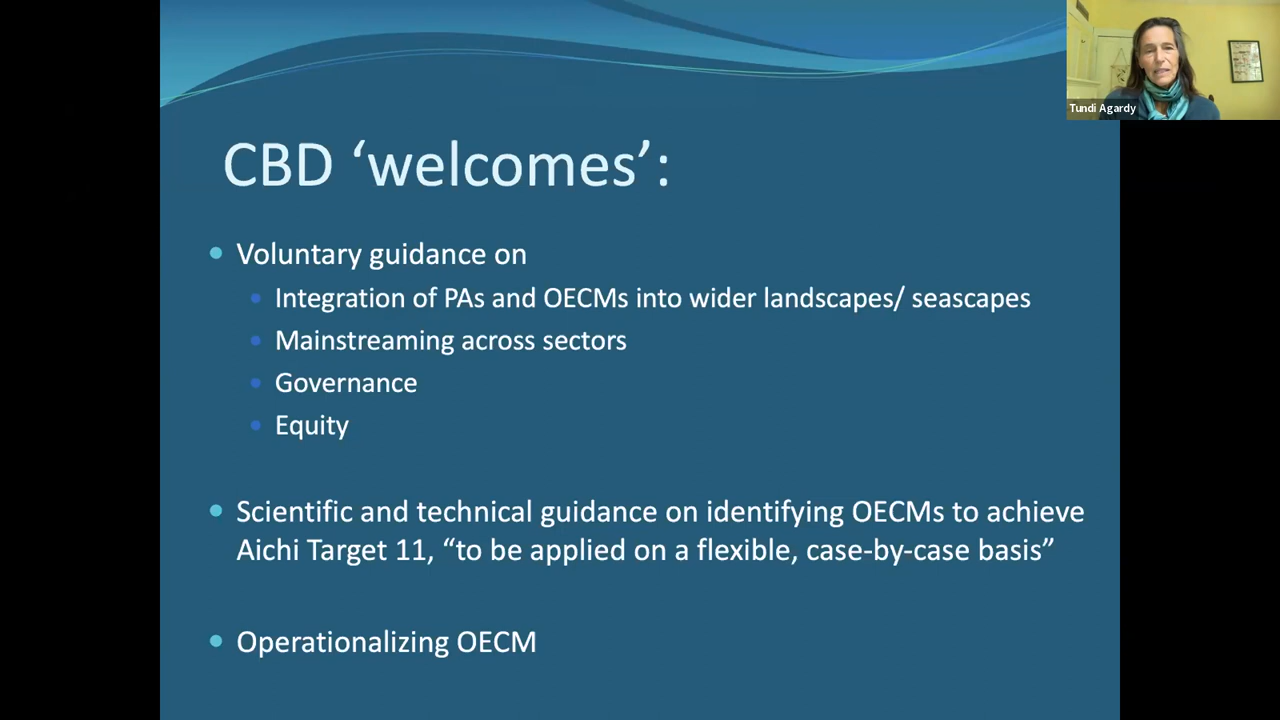 Tundi Agardy
CBD ‘welcomes’:
Voluntary guidance on
Integration of PAs and OECMs into wider landscapes/ seascapes
Mainstreaming across sectors
Governance
Equity
Scientific and technical guidance on identifying OECMs to achieve
Aichi Target 11, “to be applied on a flexible, case-by-case basis”
Operationalizing OECM